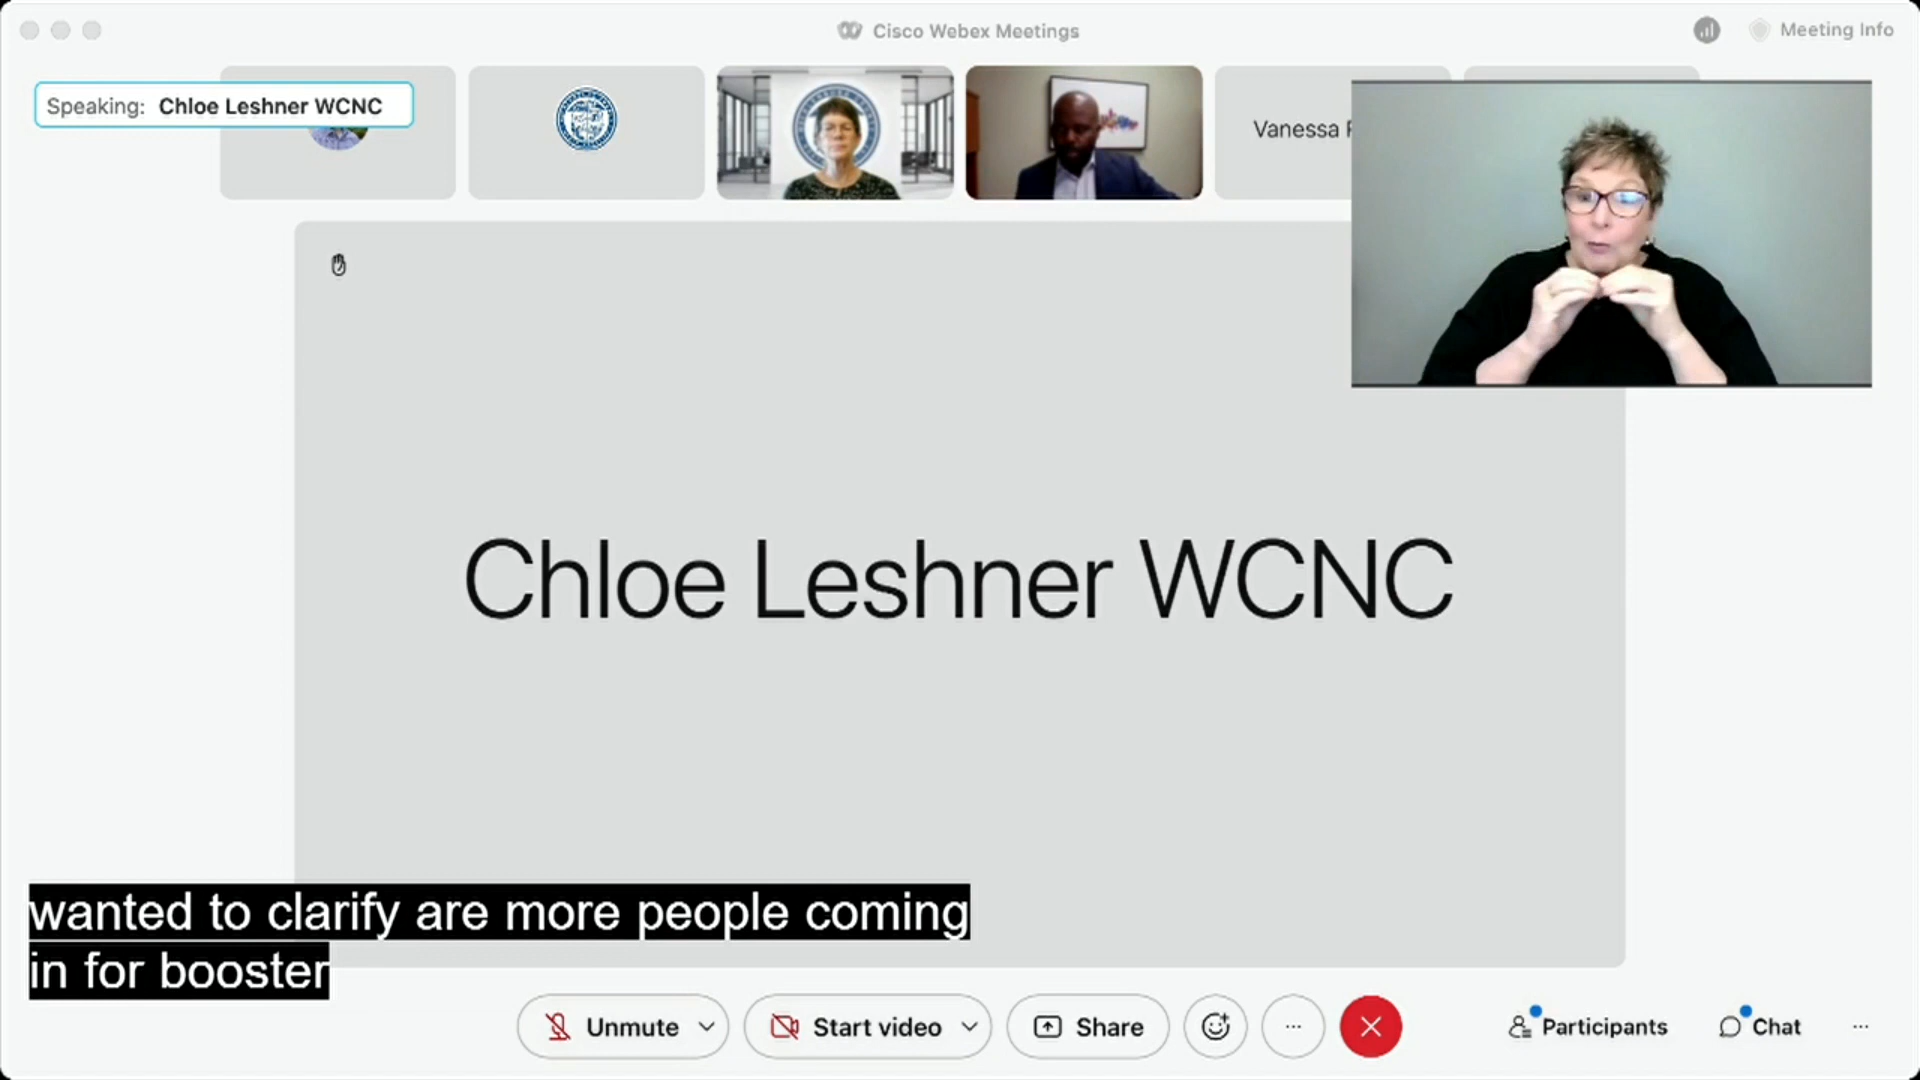 Cisco Webex Meetings
Meeting Info
Speaking: Chloe Leshner WCNC
Vanessa
Chloe Leshner WCNC
wanted to clarify are more people coming
in for booster
Unmute
Start video
Share
Participants
Chat